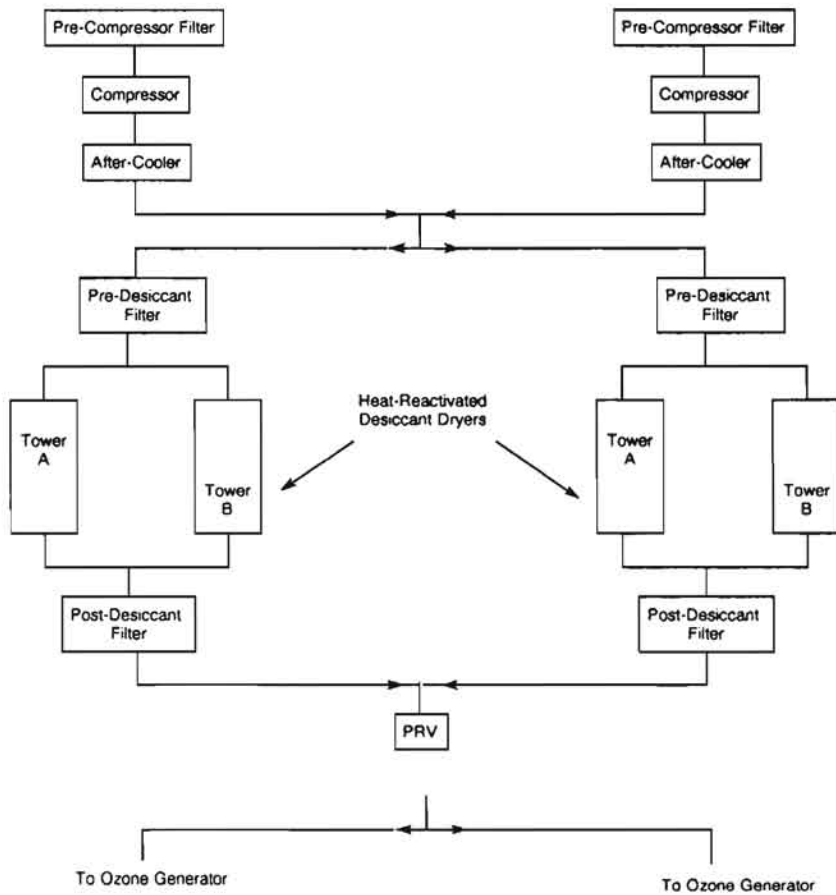 Pre-Compressor Filter
Pre-Compressor Filter
Compressor
Compressor
After-Cooler
After-Cooler
Pre-Desiccant
Filter
Pre-Desiccant
Filter
Heat-Reactivated
Desiccant Dryers
Tower
A
Tower
B
Tower
A
Tower
B
Post-Desiccant
Filter
Post-Desiccant
Filter
PRV
To Ozone Generator
To Ozone Generator